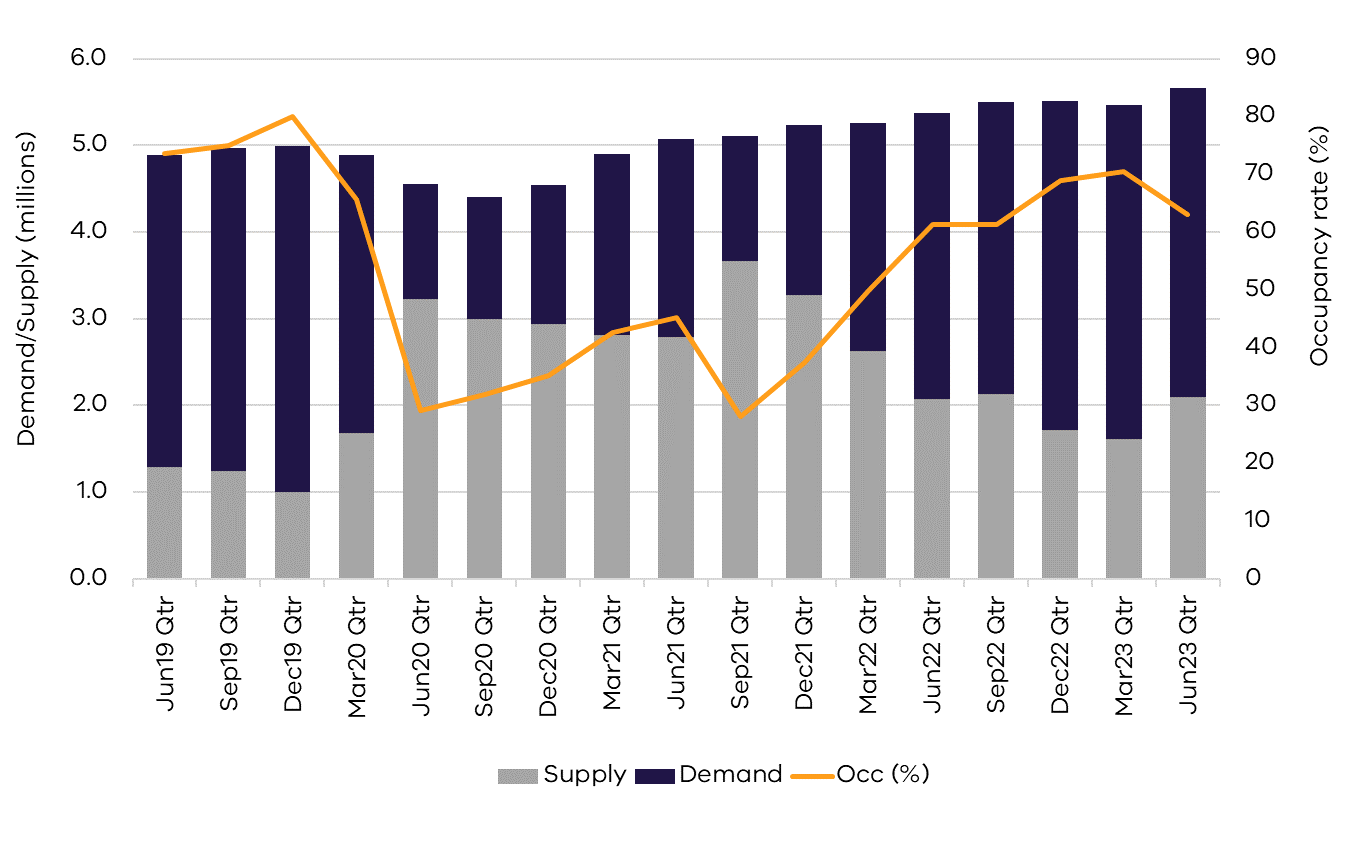 Demand/Supply (millions)
6.0
5.0
4.0
3.0
2.0
1.0
0.0
Occupancy rate (%)
90
80
70
60
50
40
30
20
10
0
Jun19 Qtr
Sep19 Qtr
Dec19 Qtr
Mar20 Qtr
Jun20 Qtr
Sep20 Qtr
Dec20 Qtr
Mar21 Qtr
Jun21 Qtr
Sep21 Qtr
Dec21 Qtr
Mar22 Qtr
Jun22 Qtr
Sep22 Qtr
Dec22 Qtr
Mar23 Qtr
Jun23 Qtr
Supply Demand Occ (%)